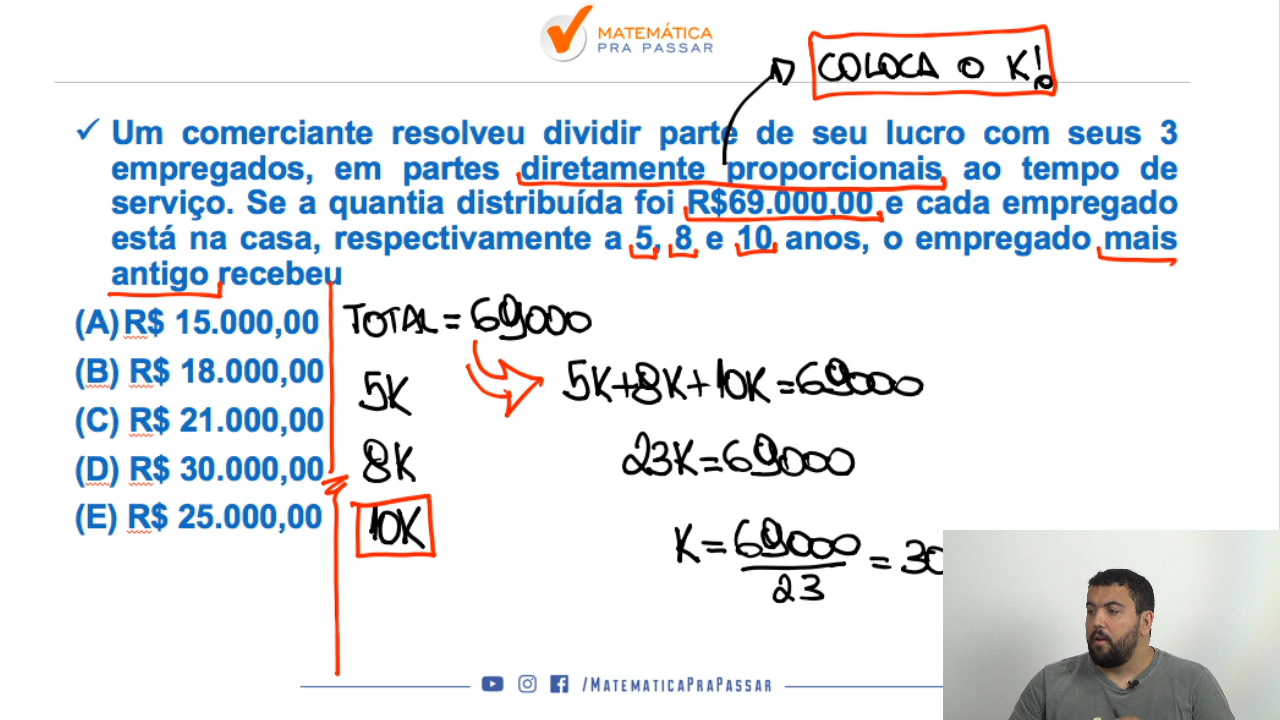 MATEMÁTICA
PRA PASSAR
COLOCA O K!
✓ Um comerciante resolveu dividir parte de seu lucro com seus 3
empregados, em partes diretamente proporcionais ao tempo de
serviço. Se a quantia distribuída foi R$69.000,00 e cada empregado
está na casa, respectivamente a 5, 8 e 10 anos, o empregado mais
antigo recebeu
(A) R$ 15.000,00
(B) R$ 18.000,00
(C) R$ 21.000,00
(D) R$ 30.000,00
(E) R$ 25.000,00
TOTAL = 69000
5K
8K
10K
5K+8K+10K=69000
23K=69000
K=69000/23 = 30
/MATEMATICAPRAPASSAR